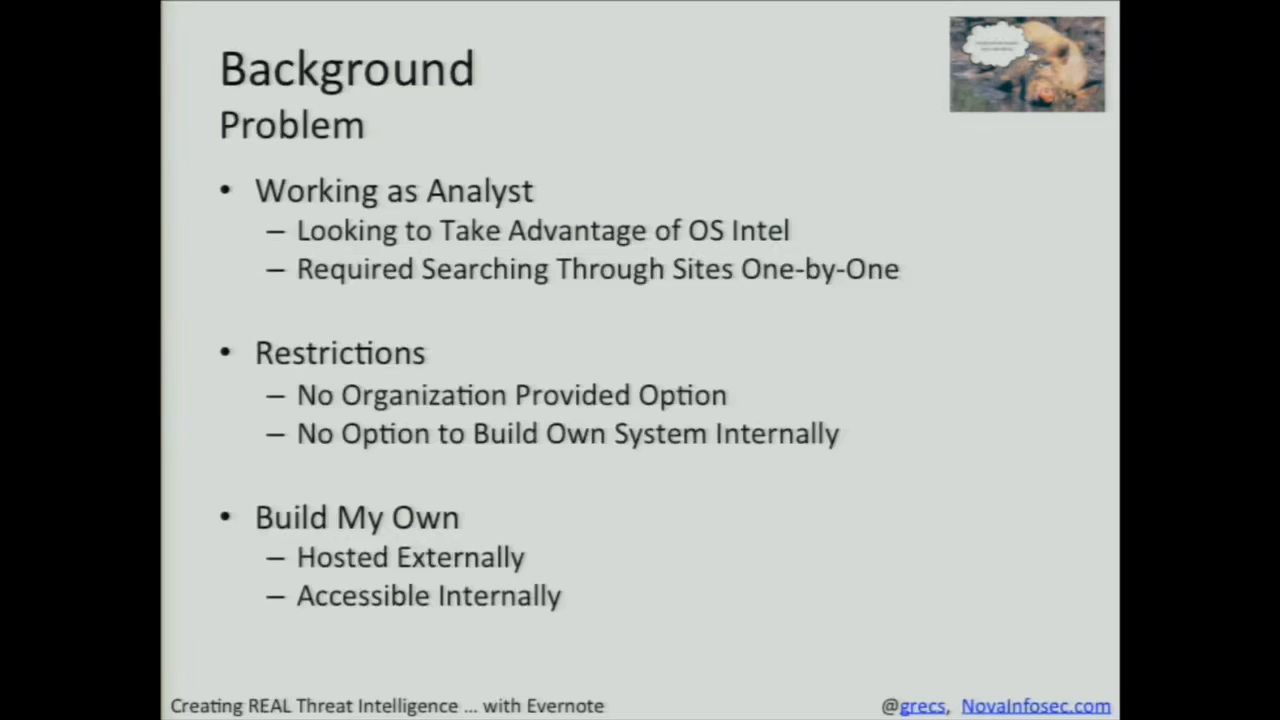 Background
Problem
• Working as Analyst
– Looking to Take Advantage of OS Intel
– Required Searching Through Sites One-by-One
• Restrictions
– No Organization Provided Option
– No Option to Build Own System Internally
• Build My Own
– Hosted Externally
– Accessible Internally
Creating REAL Threat Intelligence ... with Evernote
@grecs, NovaInfosec.com